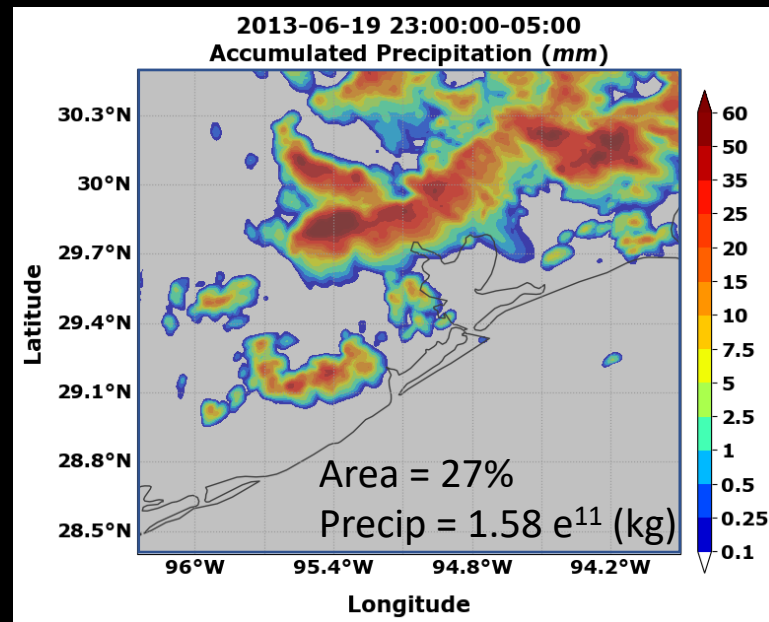 2013-06-19 23:00:00-05:00
Accumulated Precipitation (mm)
Latitude
30.3°N
30°N
29.7°N
29.4°N
29.1°N
28.8°N
28.5°N
Area = 27%
Precip = 1.58 e¹¹ (kg)
96°W 95.4°W 94.8°W 94.2°W
Longitude
60
50
35
25
20
15
10
7.5
5
2.5
1
0.5
0.25
0.1